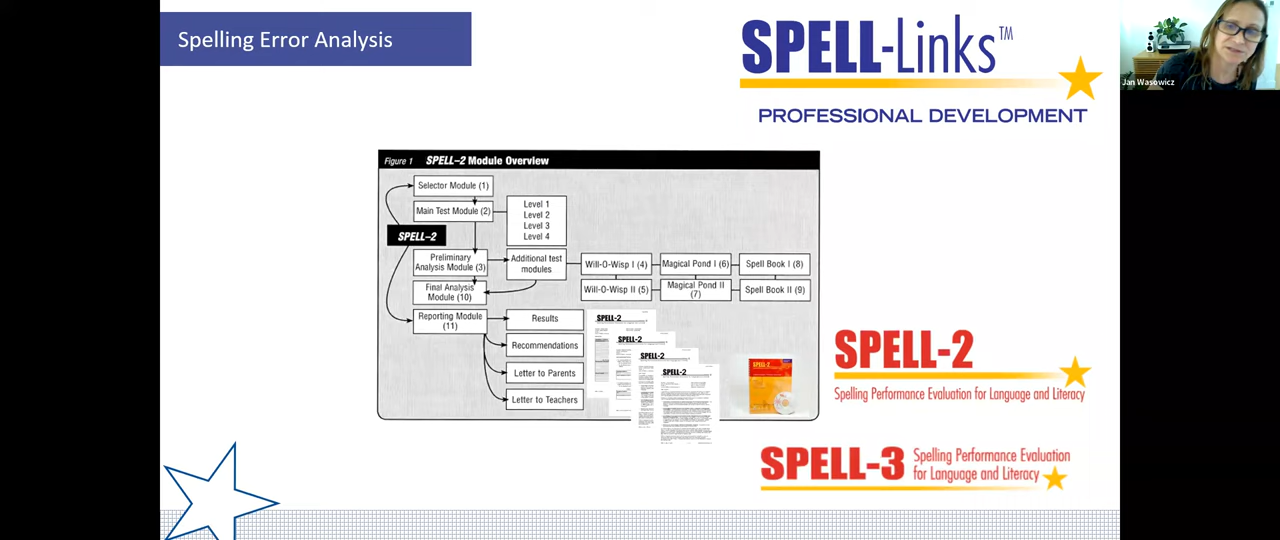 Spelling Error Analysis
SPELL-Links™
PROFESSIONAL DEVELOPMENT
Jan Wasowicz
Figure 1 SPELL–2 Module Overview
Selector Module (1)
Main Test Module (2)
Level 1
Level 2
Level 3
Level 4
SPELL–2
Preliminary
Analysis Module (3)
Additional test
modules
Will-O-Wisp I (4)
Magical Pond I (6)
Spell Book I (8)
Will-O-Wisp II (5)
Magical Pond II
(7)
Spell Book II (9)
Final Analysis
Module (10)
Reporting Module
(11)
Results
Recommendations
Letter to Parents
Letter to Teachers
SPELL–2
SPELL–2
SPELL–2
SPELL–2
SPELL–2
SPELL-2
Spelling Performance Evaluation for Language and Literacy
SPELL-3
Spelling Performance Evaluation
for Language and Literacy